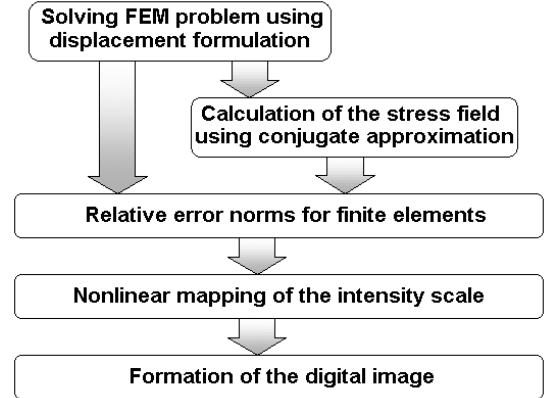 Solving FEM problem using
displacement formulation
Calculation of the stress field
using conjugate approximation
Relative error norms for finite elements
Nonlinear mapping of the intensity scale
Formation of the digital image